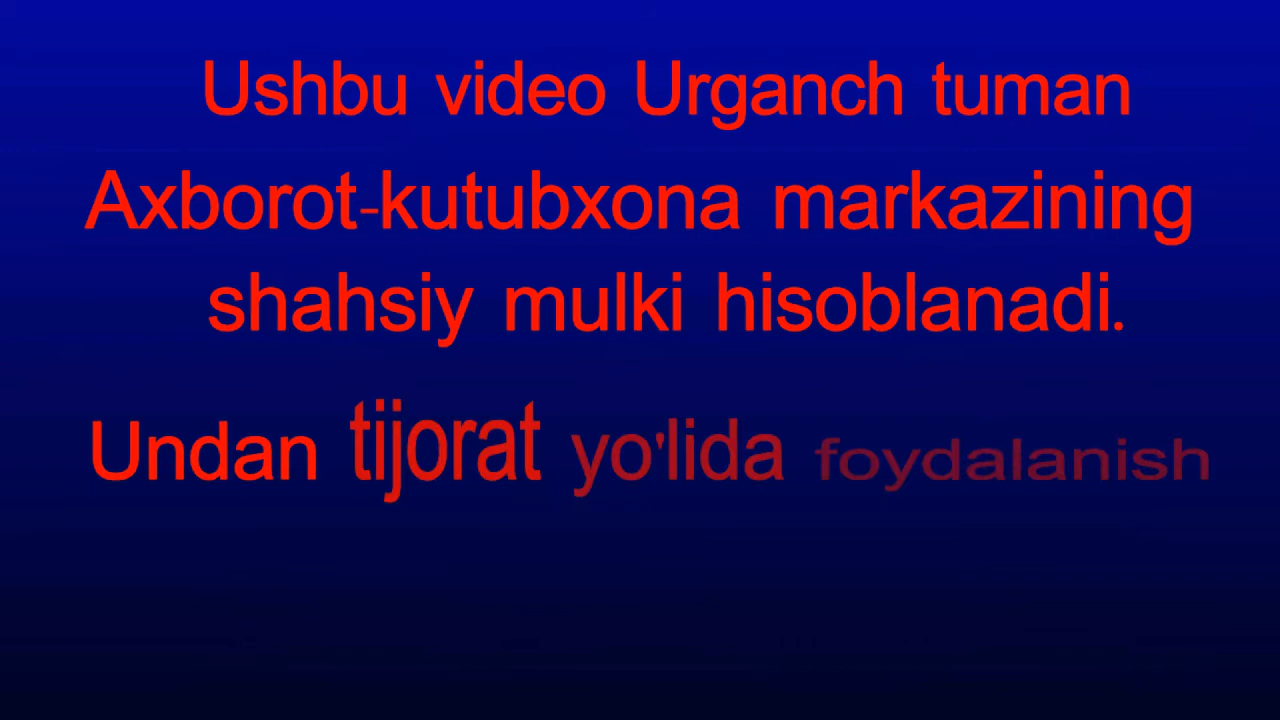 Ushbu video Urganch tuman
Axborot-kutubxona markazining
shahsiy mulki hisoblanadi.
Undan tijorat yo'lida foydalanish